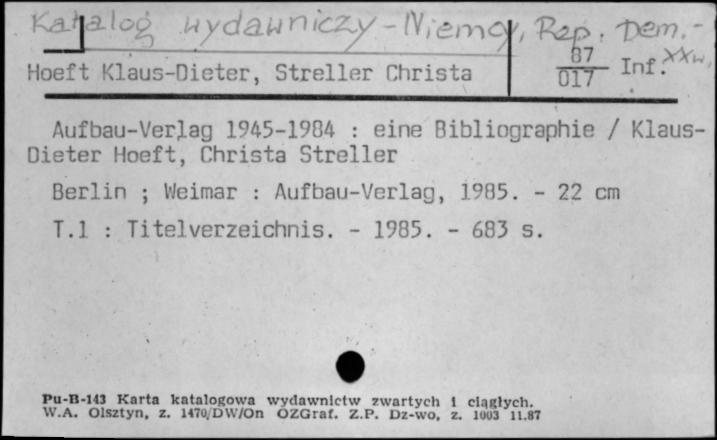 Katalog wydawniczy - Niemcy, Rep. Dem. - XX w.
Hoeft Klaus-Dieter, Streller Christa 87/017 Inf.
Aufbau-Verlag 1945-1984 : eine Bibliographie / Klaus-
Dieter Hoeft, Christa Streller
Berlin ; Weimar : Aufbau-Verlag, 1985. - 22 cm
T.1 : Titelverzeichnis. - 1985. - 683 s.
Pu-B-143 Karta katalogowa wydawnictw zwartych i ciągłych.
W.A. Olsztyn, z. 1470/DW/On OZGraf. Z.P. Dz-wo, z. 1003 11.87